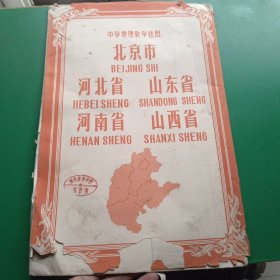 中学地理教学挂图
北京市
BEIJING SHI
河北省 山东省
HEBEI SHENG SHANDONG SHENG
河南省 山西省
HENAN SHENG SHANXI SHENG